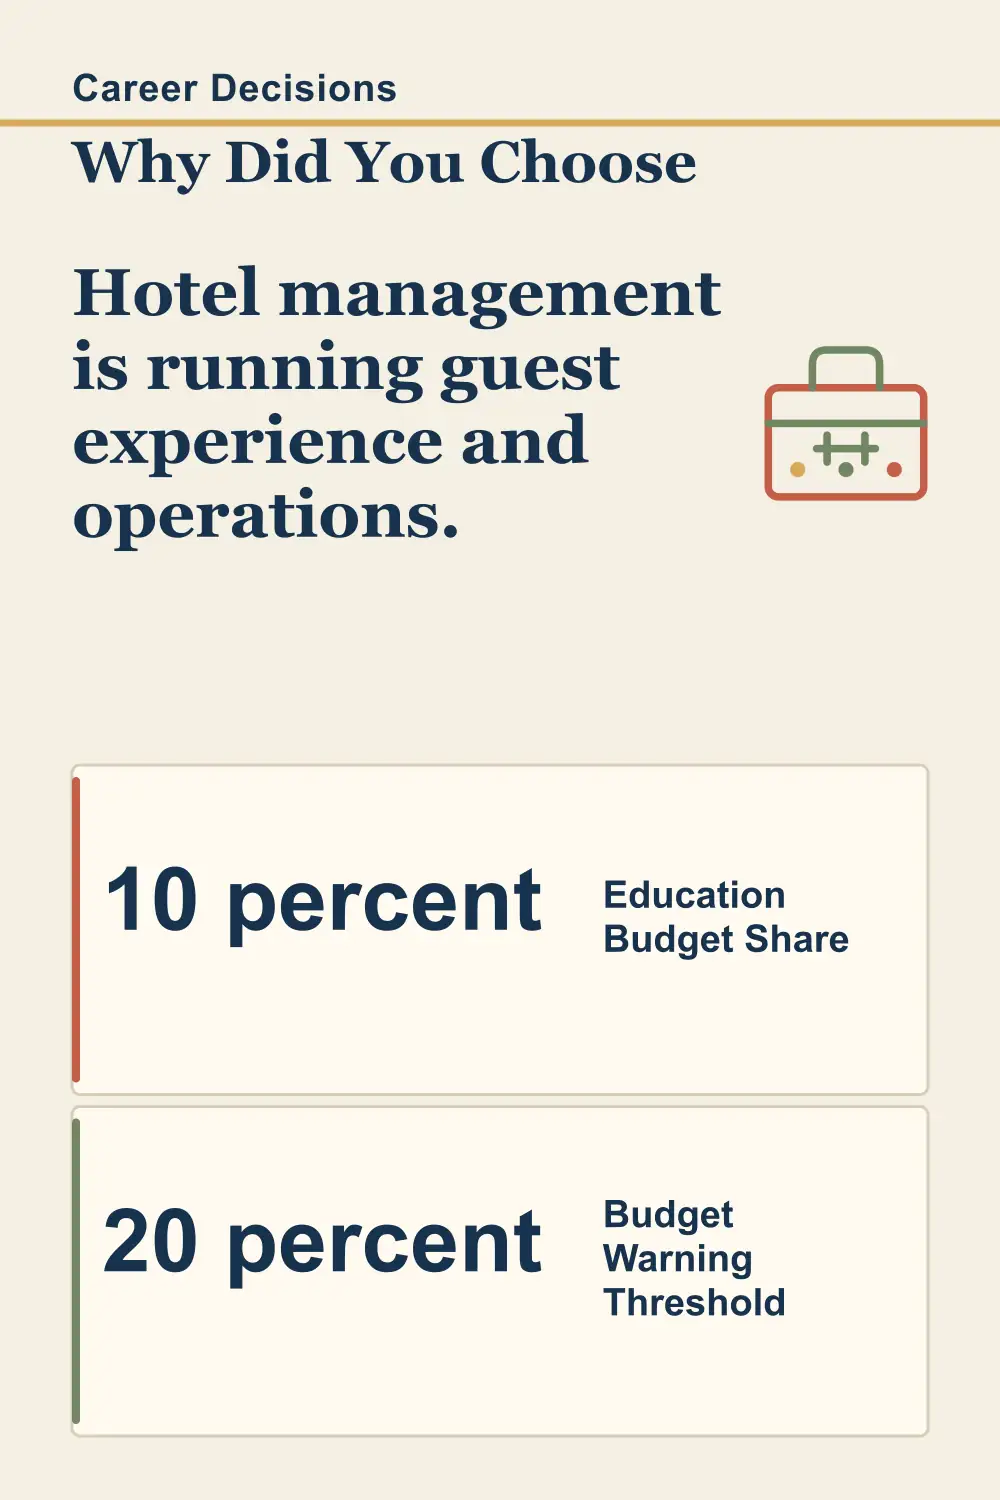 Career Decisions
Why Did You Choose
Hotel management
is running guest
experience and
operations.
10 percent
Education
Budget Share
20 percent
Budget
Warning
Threshold